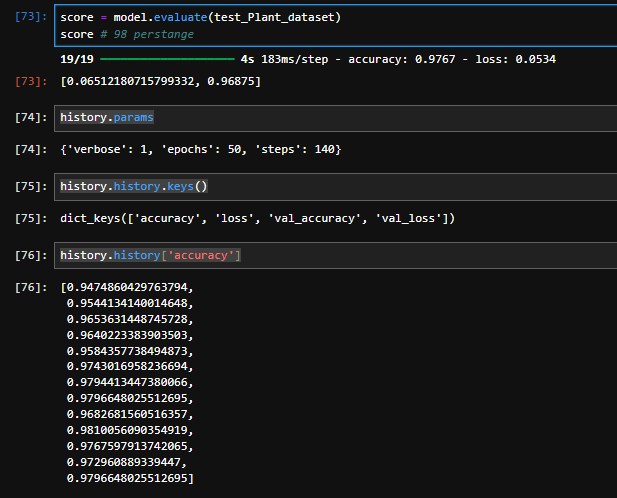 [73]: score = model.evaluate(test_Plant_dataset)
score # 98 perstange
19/19 ━━━━━━━━━━━━━━━━━━━━ 4s 183ms/step - accuracy: 0.9767 - loss: 0.0534
[73]: [0.06512180715799332, 0.96875]
[74]: history.params
[74]: {'verbose': 1, 'epochs': 50, 'steps': 140}
[75]: history.history.keys()
[75]: dict_keys(['accuracy', 'loss', 'val_accuracy', 'val_loss'])
[76]: history.history['accuracy']
[76]: [0.9474860429763794,
0.9544134140014648,
0.9653631448745728,
0.9640223383903503,
0.9584357738494873,
0.9743016958236694,
0.9794413447380066,
0.9796648025512695,
0.9682681560516357,
0.9810056090354919,
0.9767597913742065,
0.972960889339447,
0.9796648025512695]